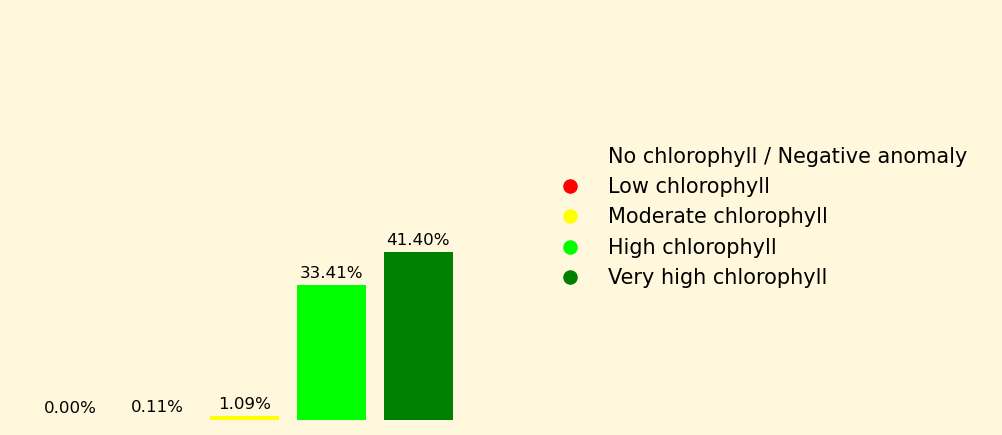 No chlorophyll / Negative anomaly
Low chlorophyll
Moderate chlorophyll
High chlorophyll
Very high chlorophyll
41.40%
33.41%
1.09%
0.11%
0.00%